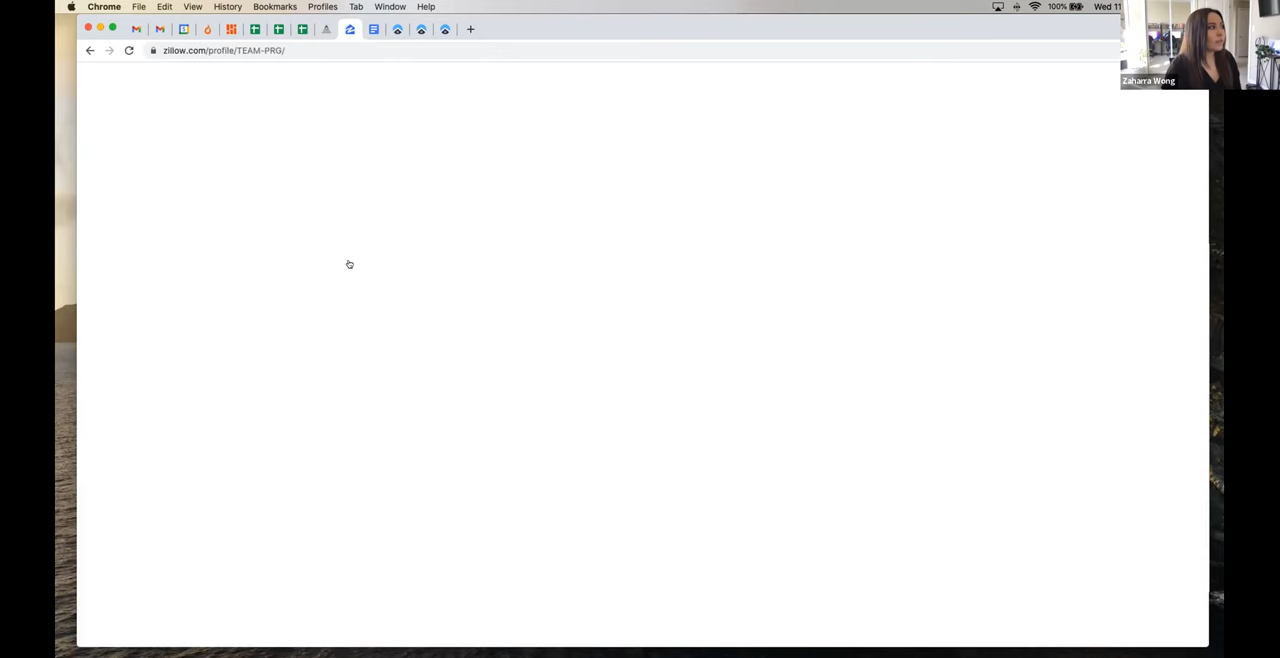 Chrome File Edit View History Bookmarks Profiles Tab Window Help 100% Wed 11
zillow.com/profile/TEAM-PRG/
Zaharra Wong